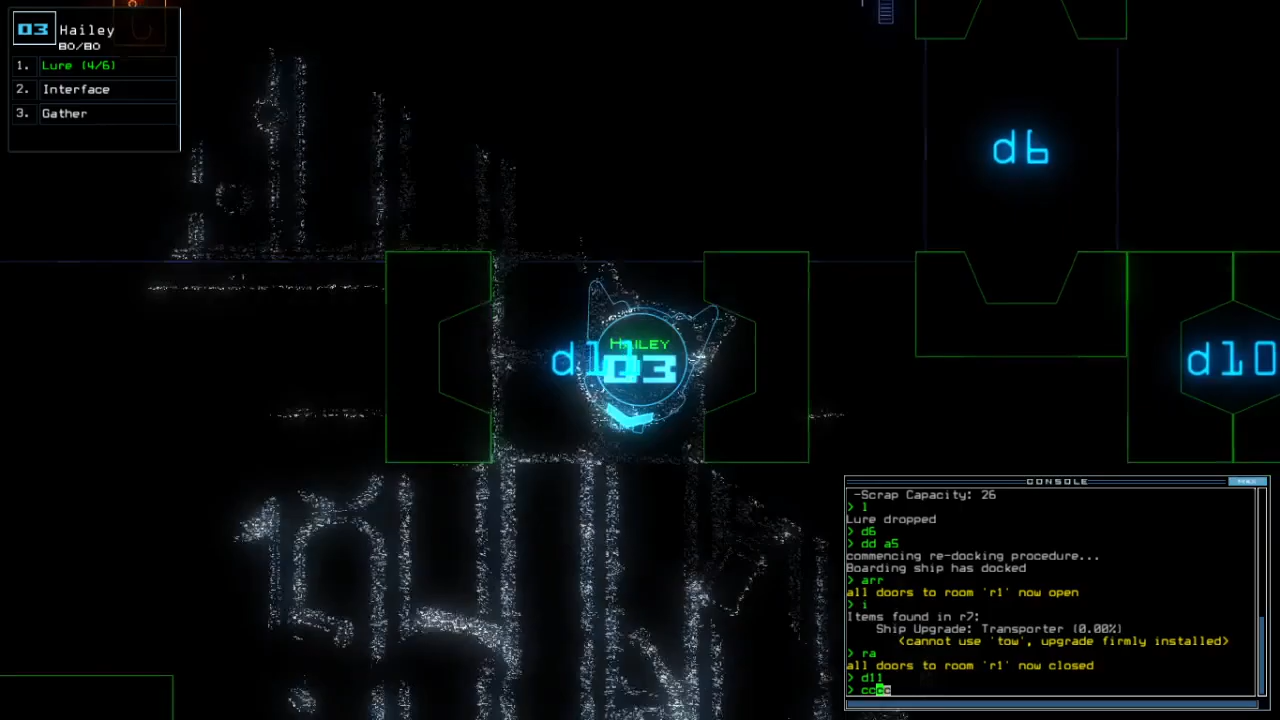 03 Hailey
80/80
1. Lure (4/6)
2. Interface
3. Gather
d6
d11
HAILEY
03
d10
CONSOLE
-Scrap Capacity: 26
> l
Lure dropped
> d6
> dd a5
commencing re-docking procedure...
Boarding ship has docked
> arr
all doors to room 'r1' now open
> i
Items found in r7:
Ship Upgrade: Transporter (0.00%)
<cannot use 'tow', upgrade firmly installed>
> ra
all doors to room 'r1' now closed
> d11
> cccc